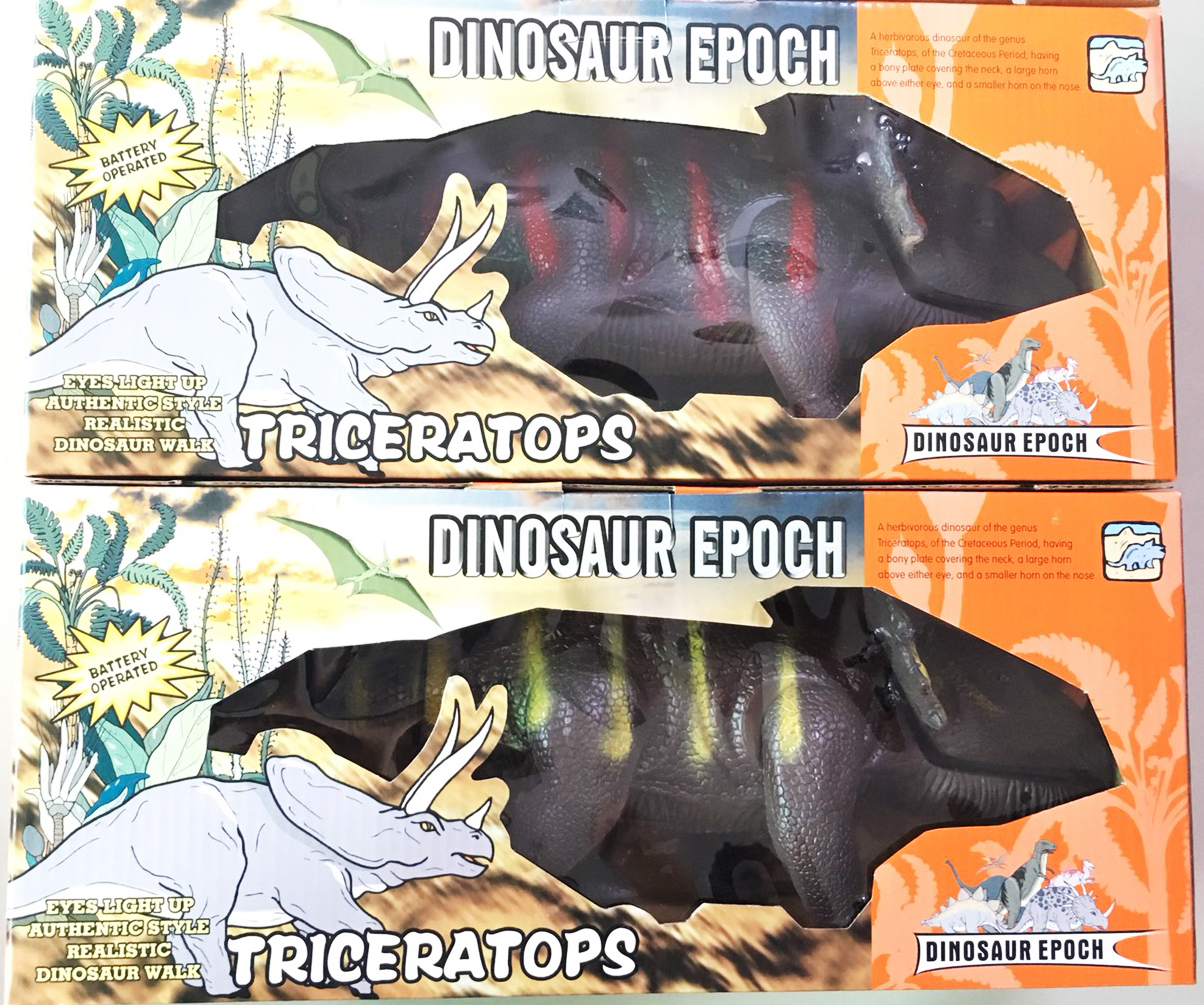 DINOSAUR EPOCH
A herbivorous dinosaur of the genus
Triceratops, of the Cretaceous Period, having
a bony plate covering the neck, a large horn
above either eye, and a smaller horn on the nose.
BATTERY
OPERATED
EYES LIGHT UP
AUTHENTIC STYLE
REALISTIC
DINOSAUR WALK
TRICERATOPS
DINOSAUR EPOCH
DINOSAUR EPOCH
A herbivorous dinosaur of the genus
Triceratops, of the Cretaceous Period, having
a bony plate covering the neck, a large horn
above either eye, and a smaller horn on the nose
BATTERY
OPERATED
EYES LIGHT UP
AUTHENTIC STYLE
REALISTIC
DINOSAUR WALK
TRICERATOPS
DINOSAUR EPOCH